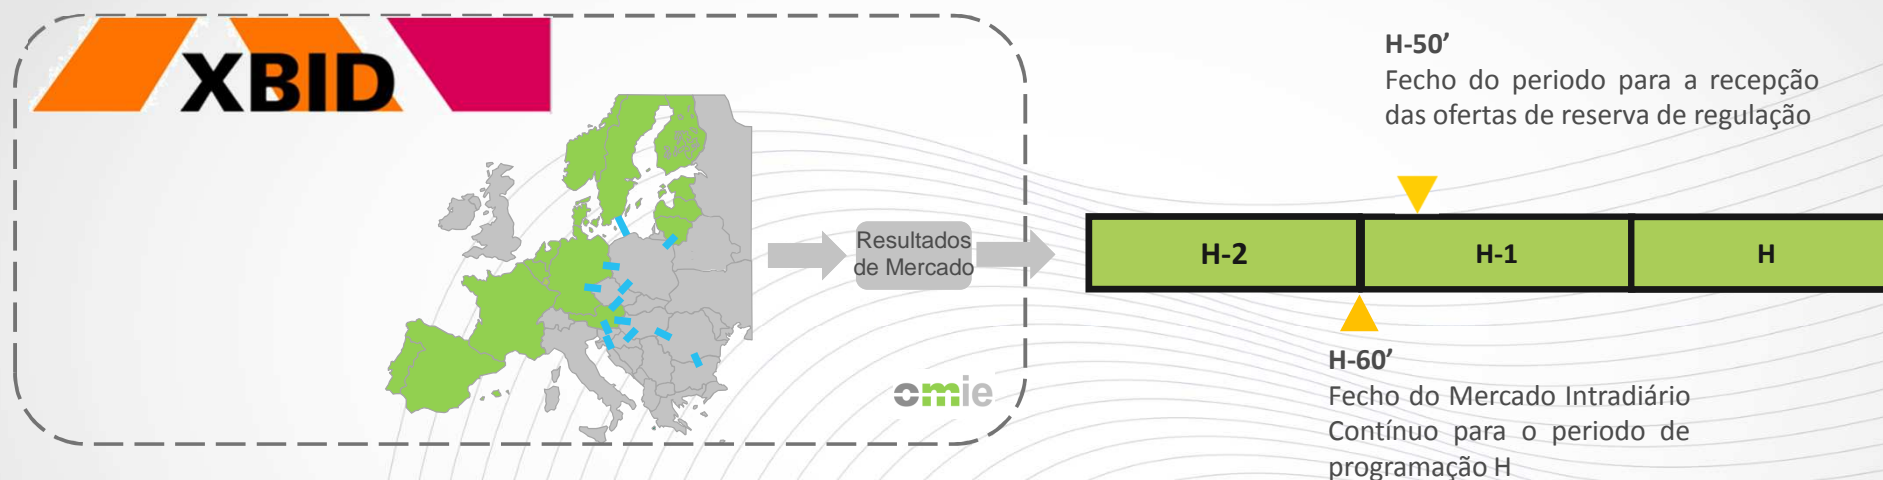 XBID
omie
Resultados
de Mercado
H-50’
Fecho do periodo para a recepção
das ofertas de reserva de regulação
H-2
H-1
H
H-60’
Fecho do Mercado Intradiário
Contínuo para o periodo de
programação H